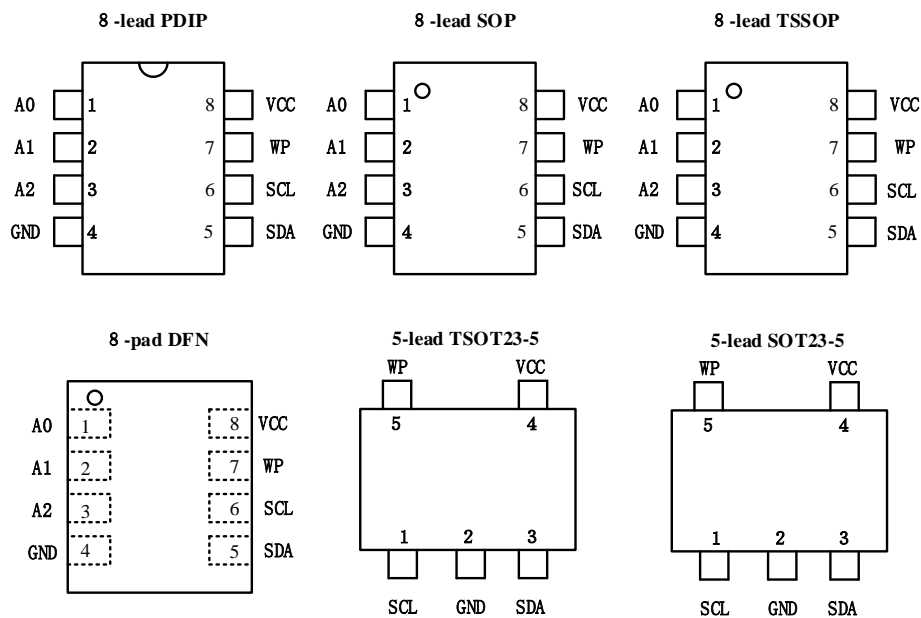 8 -lead PDIP
A0 1 8 VCC
A1 2 7 WP
A2 3 6 SCL
GND 4 5 SDA
8 -lead SOP
A0 1 8 VCC
A1 2 7 WP
A2 3 6 SCL
GND 4 5 SDA
8 -lead TSSOP
A0 1 8 VCC
A1 2 7 WP
A2 3 6 SCL
GND 4 5 SDA
8 -pad DFN
A0 1 8 VCC
A1 2 7 WP
A2 3 6 SCL
GND 4 5 SDA
5-lead TSOT23-5
WP VCC
5 4
1 2 3
SCL GND SDA
5-lead SOT23-5
WP VCC
5 4
1 2 3
SCL GND SDA